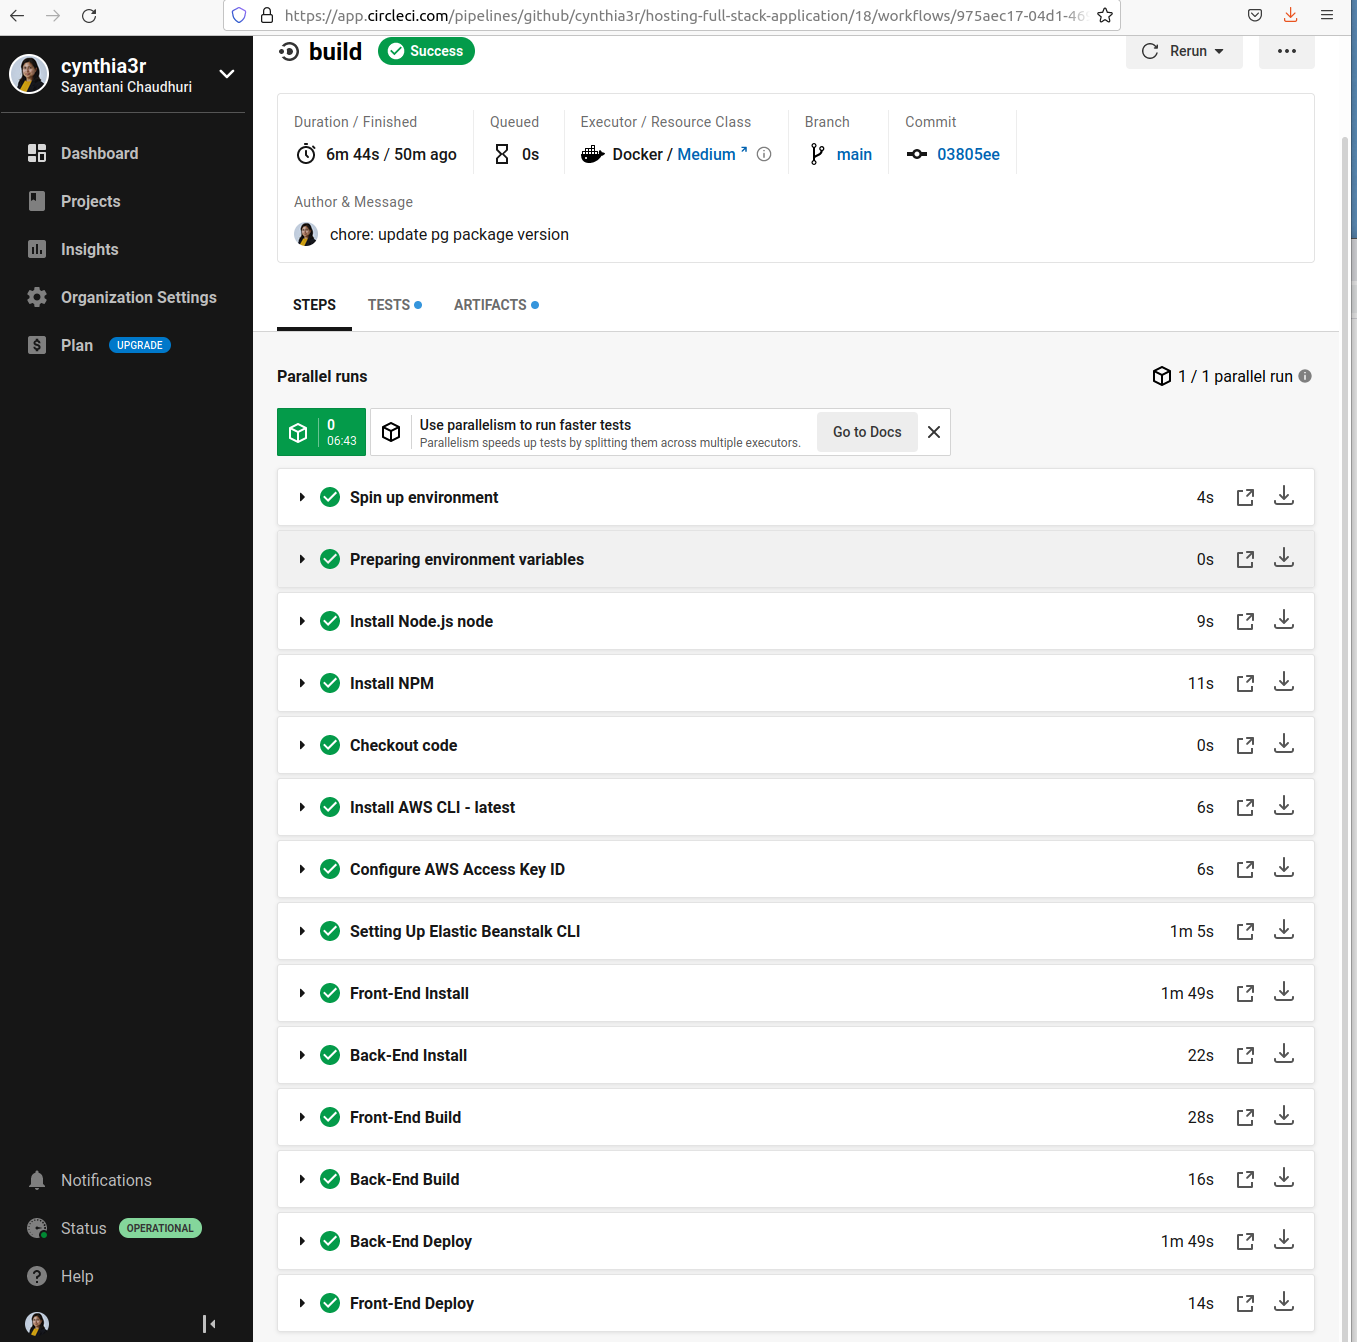 https://app.circleci.com/pipelines/github/cynthia3r/hosting-full-stack-application/18/workflows/975aec17-04d1-46
cynthia3r
Sayantani Chaudhuri
Dashboard
Projects
Insights
Organization Settings
Plan UPGRADE
Notifications
Status OPERATIONAL
Help
build Success
Rerun
Duration / Finished
6m 44s / 50m ago
Queued
0s
Executor / Resource Class
Docker / Medium
Branch
main
Commit
03805ee
Author & Message
chore: update pg package version
STEPS TESTS ARTIFACTS
Parallel runs
1 / 1 parallel run
0
06:43
Use parallelism to run faster tests
Parallelism speeds up tests by splitting them across multiple executors.
Go to Docs
Spin up environment 4s
Preparing environment variables 0s
Install Node.js node 9s
Install NPM 11s
Checkout code 0s
Install AWS CLI - latest 6s
Configure AWS Access Key ID 6s
Setting Up Elastic Beanstalk CLI 1m 5s
Front-End Install 1m 49s
Back-End Install 22s
Front-End Build 28s
Back-End Build 16s
Back-End Deploy 1m 49s
Front-End Deploy 14s